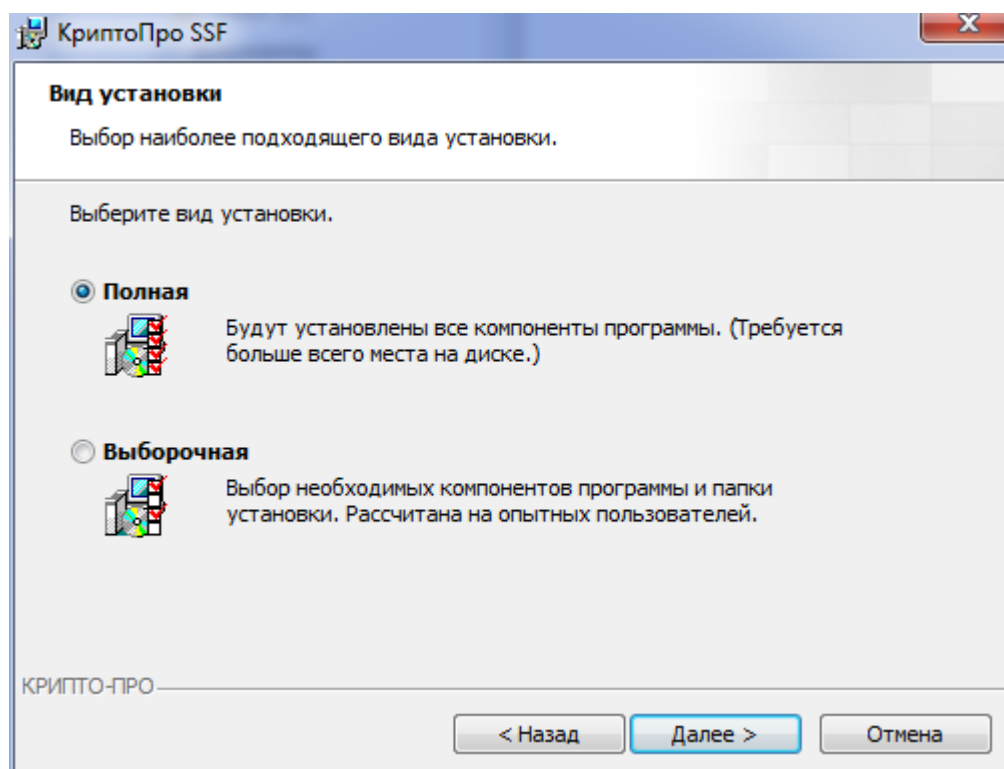 КриптоПро SSF
Вид установки
Выбор наиболее подходящего вида установки.
Выберите вид установки.
Полная
Будут установлены все компоненты программы. (Требуется
больше всего места на диске.)
Выборочная
Выбор необходимых компонентов программы и папки
установки. Рассчитана на опытных пользователей.
КРИПТО-ПРО
< Назад
Далее >
Отмена